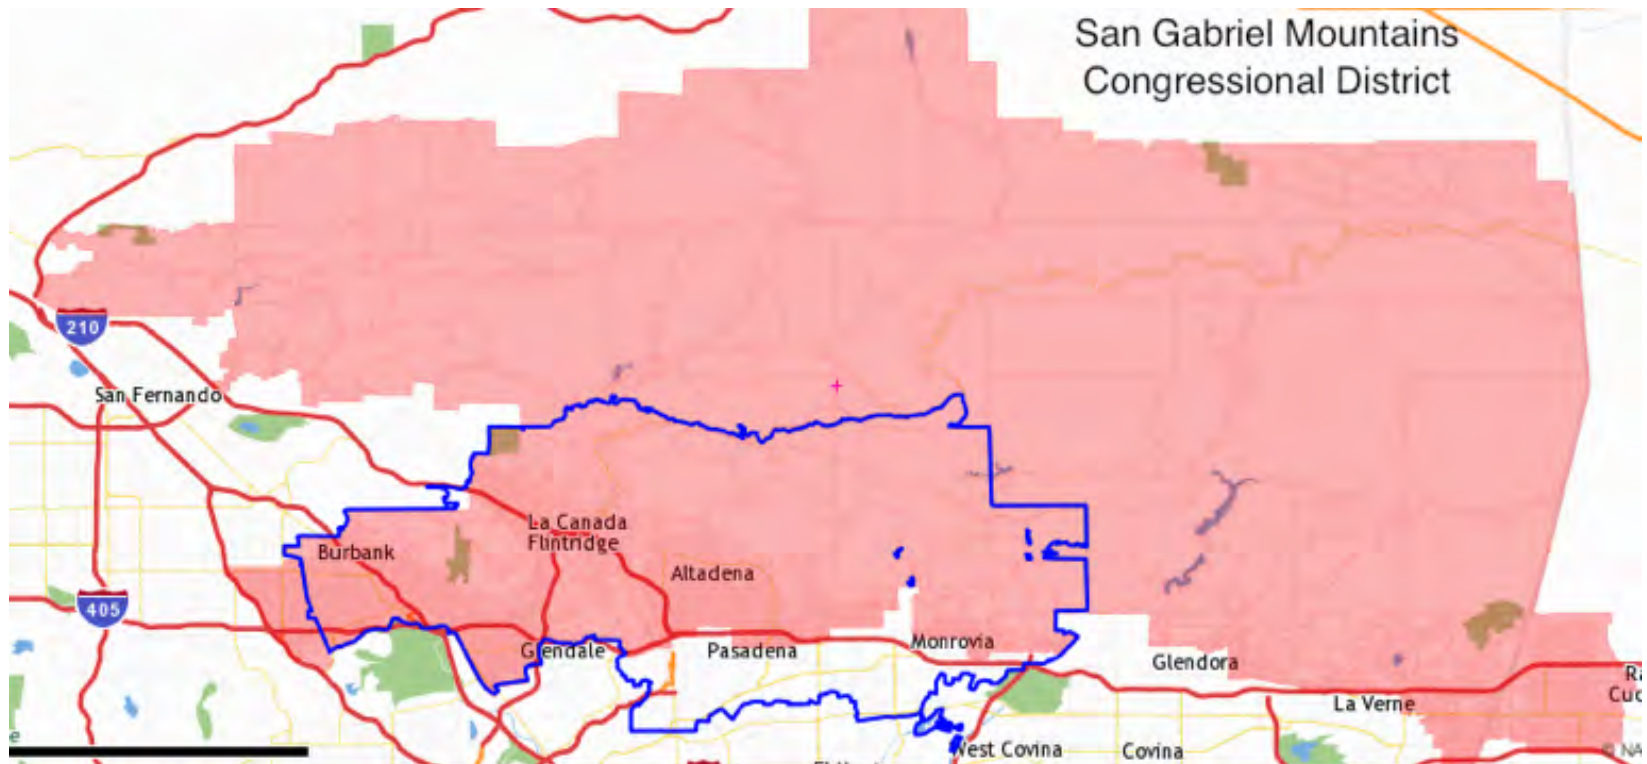 San Gabriel Mountains
Congressional District
210
San Fernando
La Canada
Flintridge
Burbank
Altadena
405
Glendale
Pasadena
Monrovia
Glendora
La Verne
West Covina
Covina
© NA